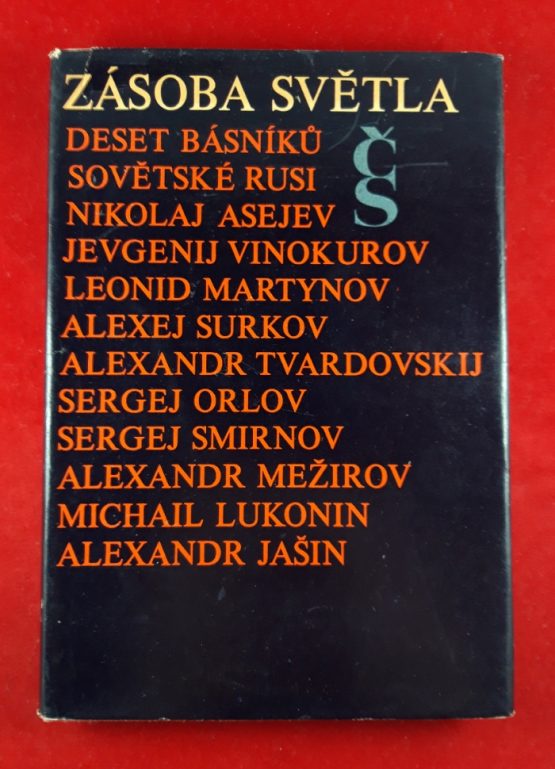 ZÁSOBA SVĚTLA
DESET BÁSNÍKŮ
SOVĚTSKÉ RUSI
ČS
NIKOLAJ ASEJEV
JEVGENIJ VINOKUROV
LEONID MARTYNOV
ALEXEJ SURKOV
ALEXANDR TVARDOVSKIJ
SERGEJ ORLOV
SERGEJ SMIRNOV
ALEXANDR MEŽIROV
MICHAIL LUKONIN
ALEXANDR JAŠIN